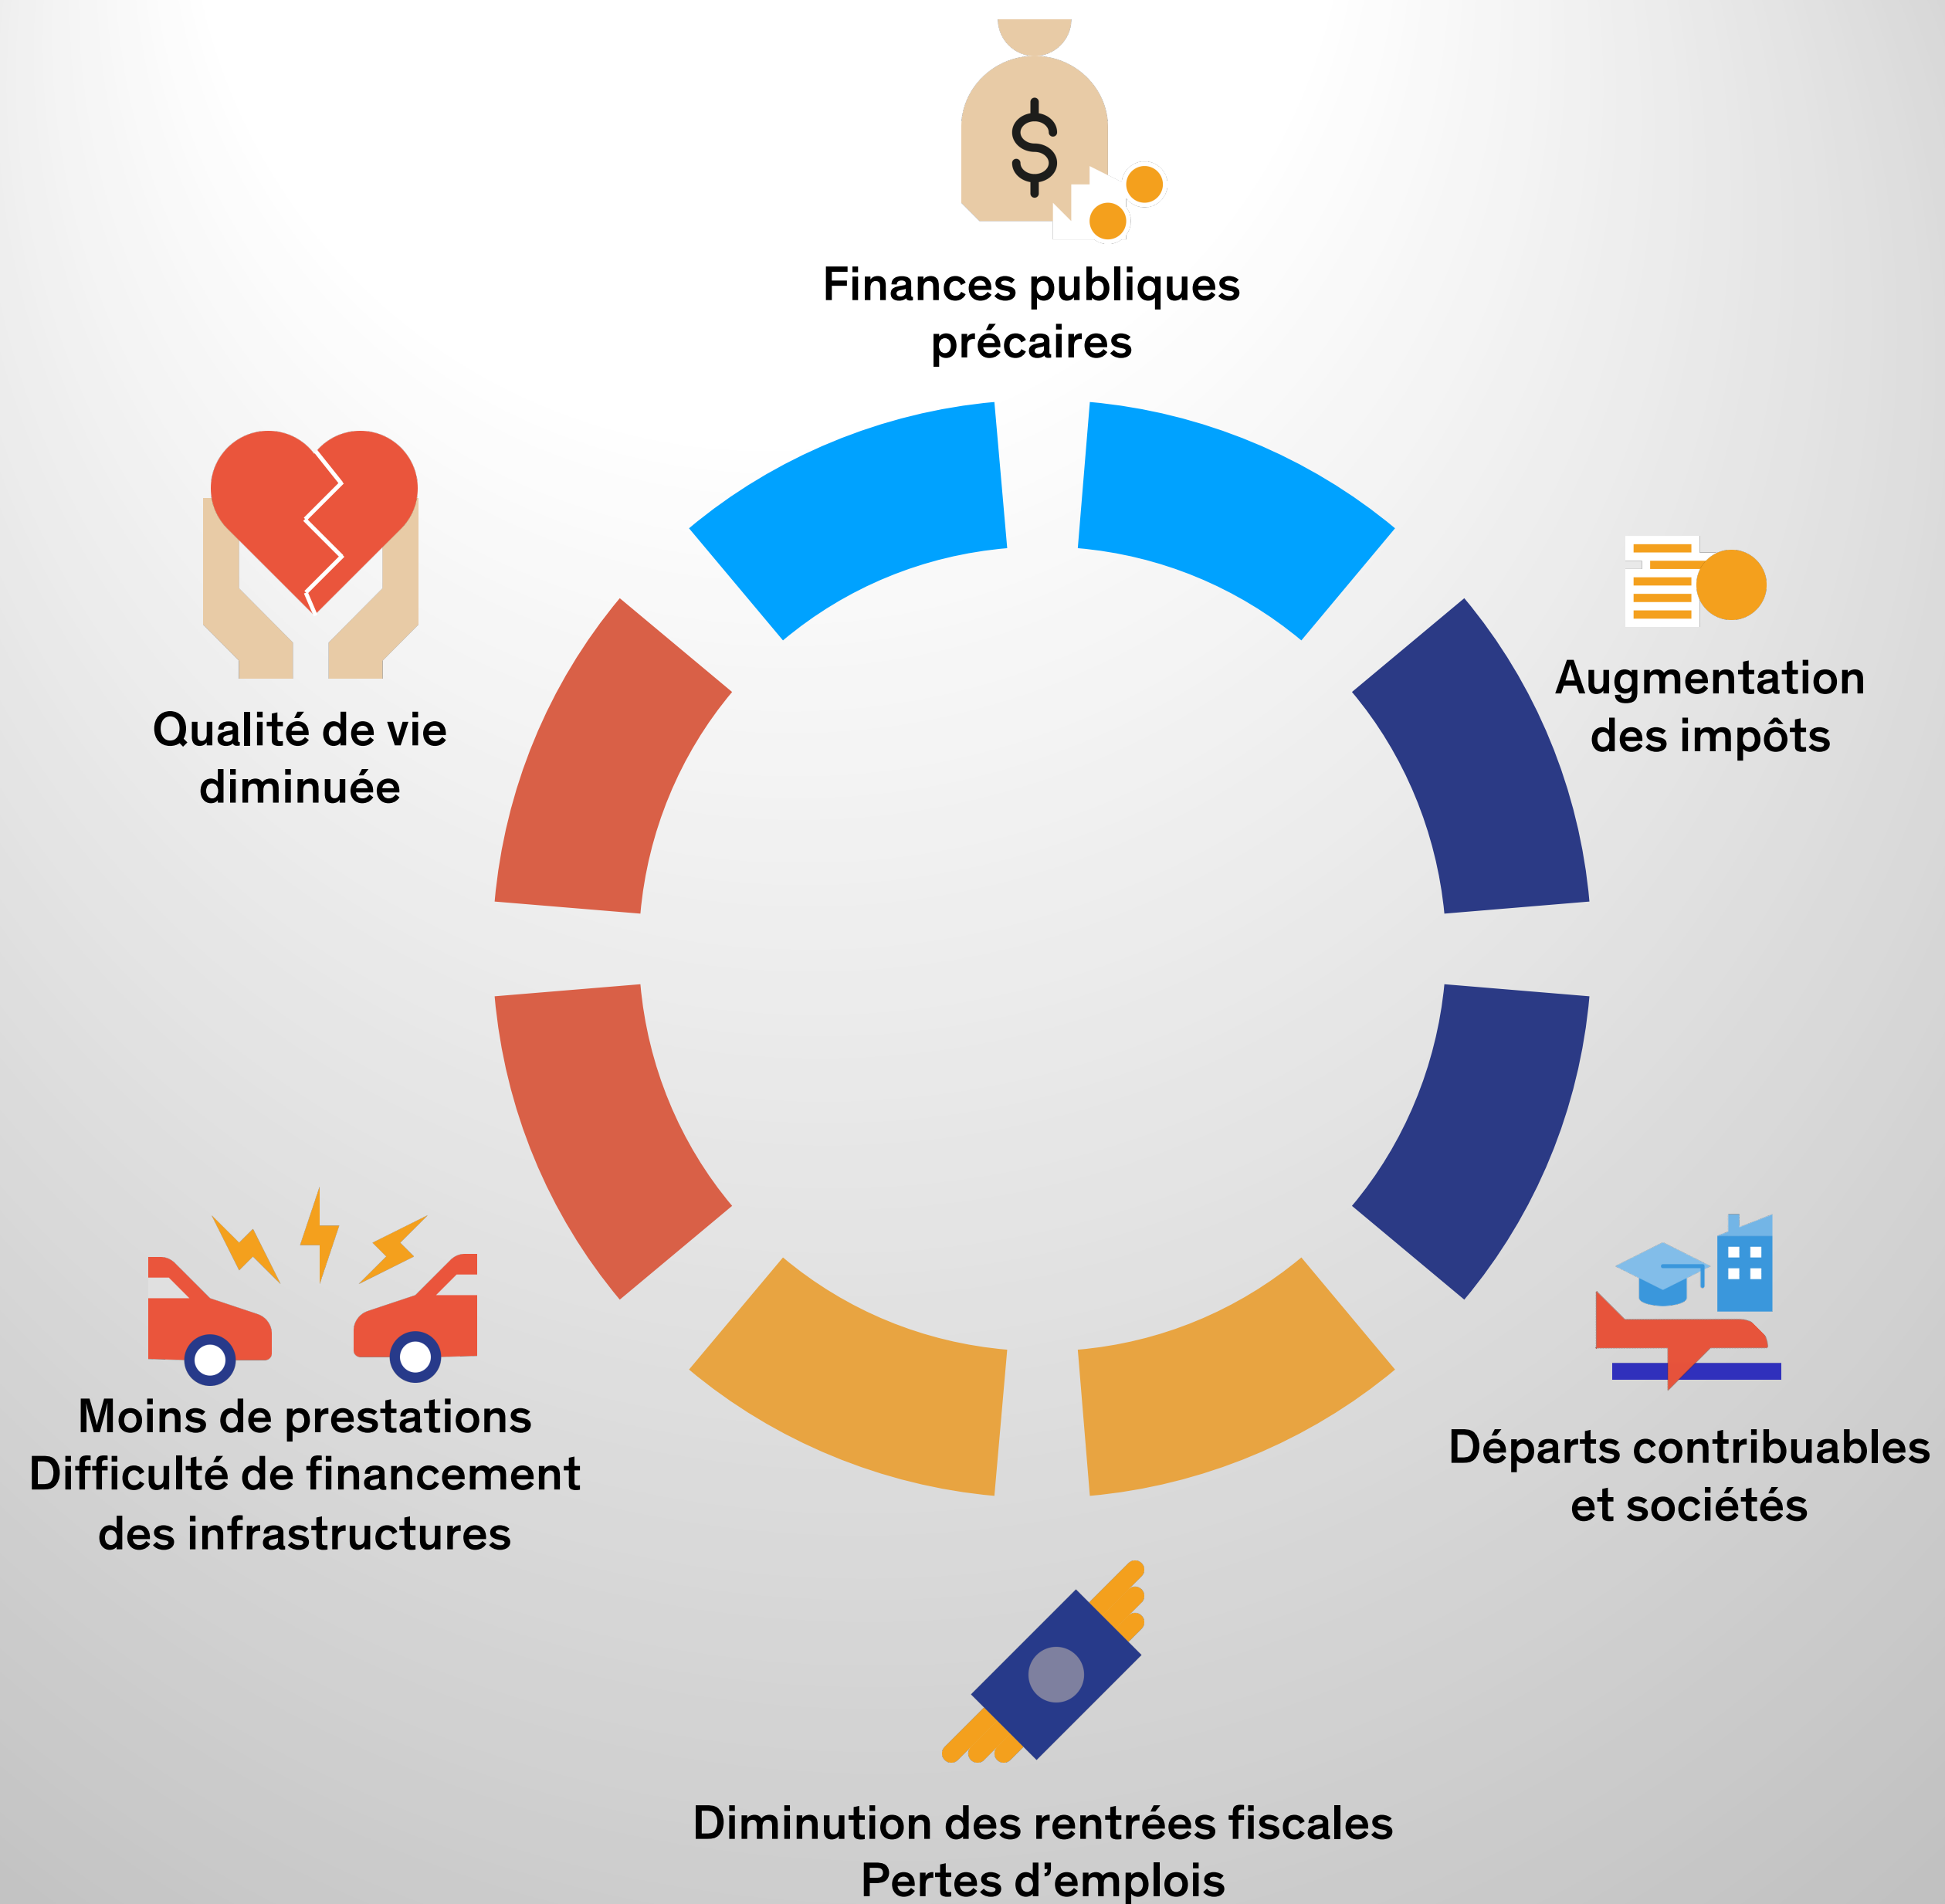 $
Finances publiques
précaires
Augmentation
des impôts
Qualité de vie
diminuée
Moins de prestations
Difficulté de financement
des infrastructures
Départs contribuables
et sociétés
Diminution des rentrées fiscales
Pertes d’emplois